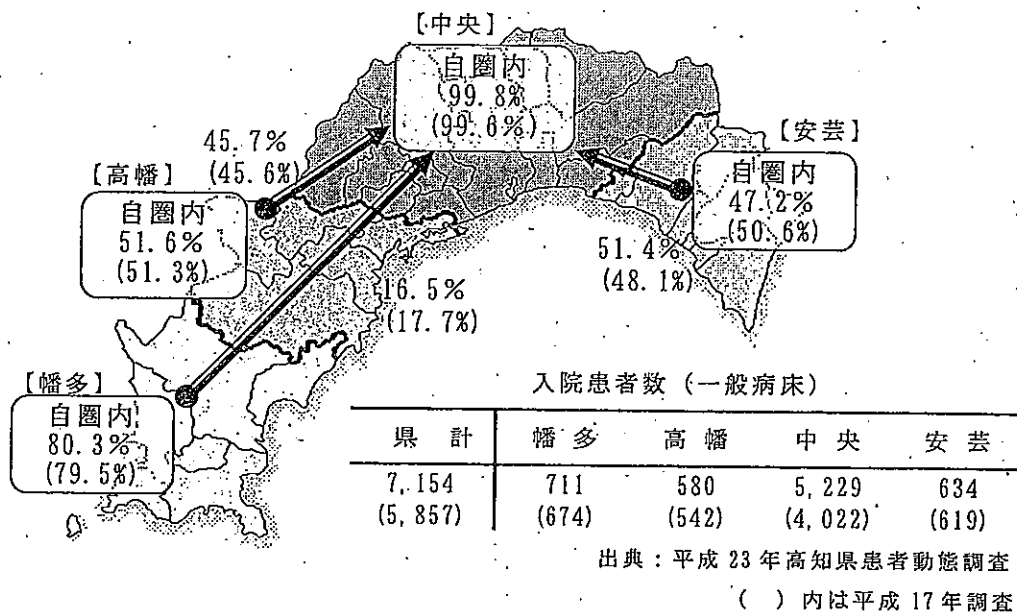 【中央】
自圏内
99.8%
(99.6%)
45.7%
(45.6%)
【高幡】
自圏内
51.6%
(51.3%)
【安芸】
自圏内
47.2%
(50.6%)
51.4%
(48.1%)
16.5%
(17.7%)
【幡多】
自圏内
80.3%
(79.5%)
入院患者数（一般病床）
県計 幡多 高幡 中央 安芸
7,154 711 580 5,229 634
(5,857) (674) (542) (4,022) (619)
出典：平成23年高知県患者動態調査
（ ）内は平成17年調査